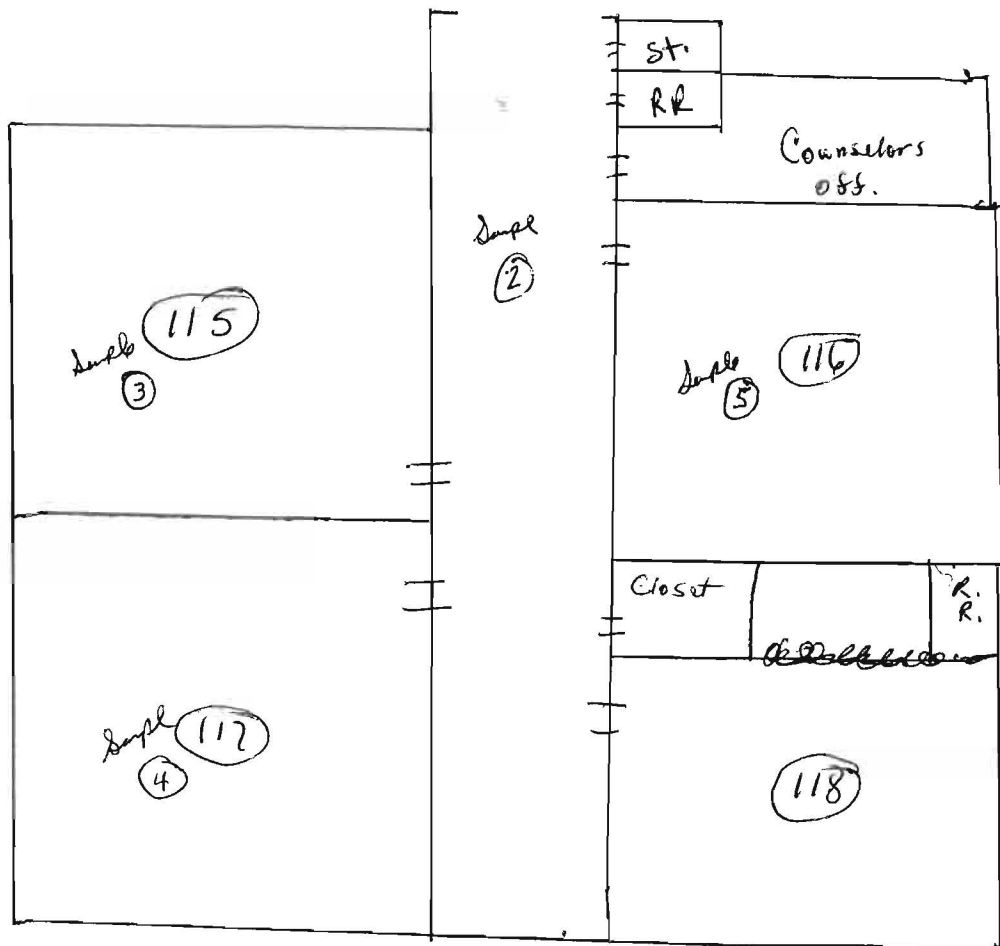 St.
RR
Counselors
off.
Sample
2
115
Sample
3
116
Sample
5
Closet
R.
R.
117
Sample
4
118